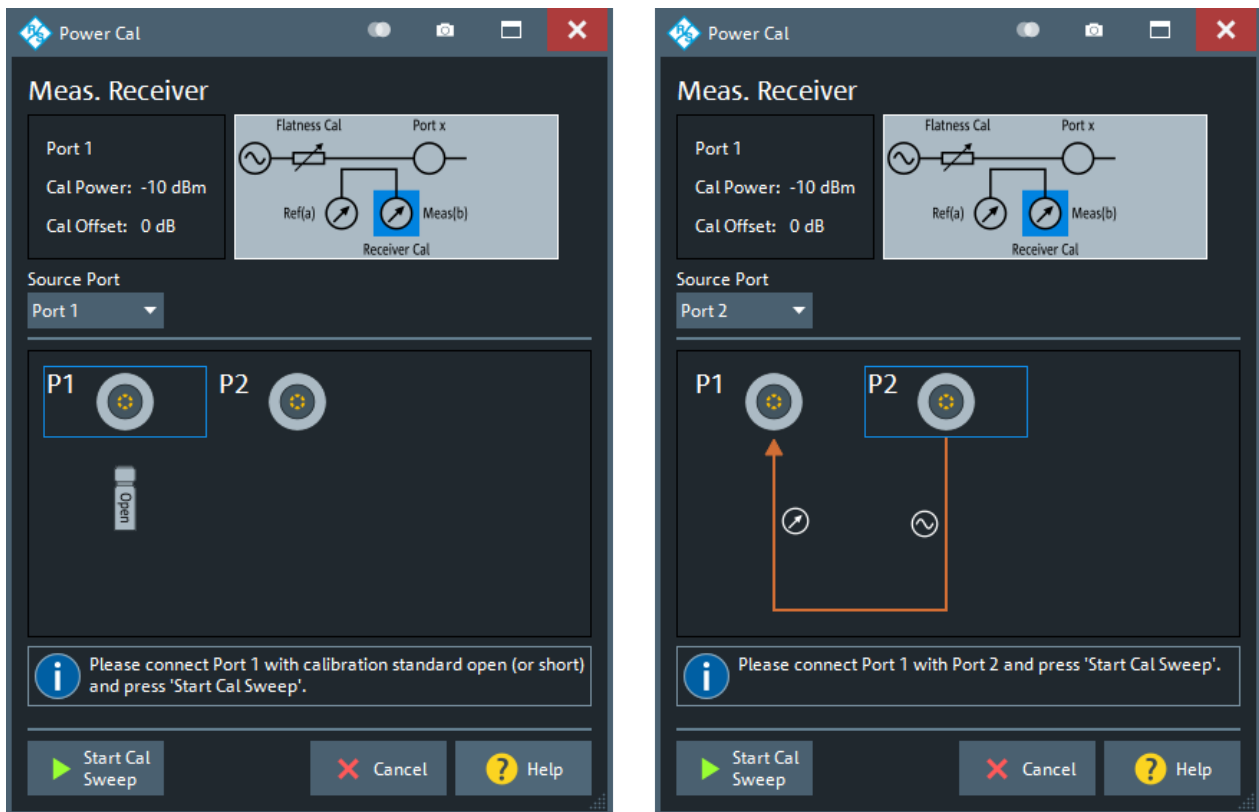 Power Cal
Meas. Receiver
Port 1
Cal Power: -10 dBm
Cal Offset: 0 dB
Flatness Cal Port x
Ref(a) Meas(b)
Receiver Cal
Source Port
Port 1
P1 P2
Open
Please connect Port 1 with calibration standard open (or short)
and press 'Start Cal Sweep'.
Start Cal
Sweep
Cancel
Help
Power Cal
Meas. Receiver
Port 1
Cal Power: -10 dBm
Cal Offset: 0 dB
Flatness Cal Port x
Ref(a) Meas(b)
Receiver Cal
Source Port
Port 2
P1 P2
Please connect Port 1 with Port 2 and press 'Start Cal Sweep'.
Start Cal
Sweep
Cancel
Help